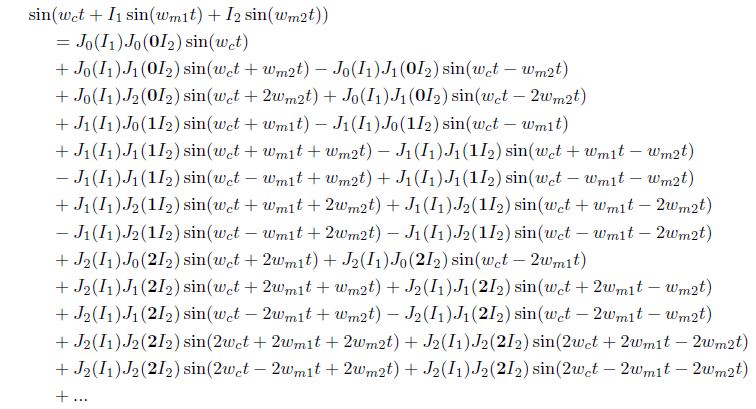 sin(w_c t + I_1 sin(w_{m1}t) + I_2 sin(w_{m2}t))
= J_0(I_1)J_0(0I_2) sin(w_c t)
+ J_0(I_1)J_1(0I_2) sin(w_c t + w_{m2}t) − J_0(I_1)J_1(0I_2) sin(w_c t − w_{m2}t)
+ J_0(I_1)J_2(0I_2) sin(w_c t + 2w_{m2}t) + J_0(I_1)J_1(0I_2) sin(w_c t − 2w_{m2}t)
+ J_1(I_1)J_0(1I_2) sin(w_c t + w_{m1}t) − J_1(I_1)J_0(1I_2) sin(w_c t − w_{m1}t)
+ J_1(I_1)J_1(1I_2) sin(w_c t + w_{m1}t + w_{m2}t) − J_1(I_1)J_1(1I_2) sin(w_c t + w_{m1}t − w_{m2}t)
− J_1(I_1)J_1(1I_2) sin(w_c t − w_{m1}t + w_{m2}t) + J_1(I_1)J_1(1I_2) sin(w_c t − w_{m1}t − w_{m2}t)
+ J_1(I_1)J_2(1I_2) sin(w_c t + w_{m1}t + 2w_{m2}t) + J_1(I_1)J_2(1I_2) sin(w_c t + w_{m1}t − 2w_{m2}t)
− J_1(I_1)J_2(1I_2) sin(w_c t − w_{m1}t + 2w_{m2}t) − J_1(I_1)J_2(1I_2) sin(w_c t − w_{m1}t − 2w_{m2}t)
+ J_2(I_1)J_0(2I_2) sin(w_c t + 2w_{m1}t) + J_2(I_1)J_0(2I_2) sin(w_c t − 2w_{m1}t)
+ J_2(I_1)J_1(2I_2) sin(w_c t + 2w_{m1}t + w_{m2}t) + J_2(I_1)J_1(2I_2) sin(w_c t + 2w_{m1}t − w_{m2}t)
+ J_2(I_1)J_1(2I_2) sin(w_c t − 2w_{m1}t + w_{m2}t) − J_2(I_1)J_1(2I_2) sin(w_c t − 2w_{m1}t − w_{m2}t)
+ J_2(I_1)J_2(2I_2) sin(2w_c t + 2w_{m1}t + 2w_{m2}t) + J_2(I_1)J_2(2I_2) sin(2w_c t + 2w_{m1}t − 2w_{m2}t)
+ J_2(I_1)J_2(2I_2) sin(2w_c t − 2w_{m1}t + 2w_{m2}t) + J_2(I_1)J_2(2I_2) sin(2w_c t − 2w_{m1}t − 2w_{m2}t)
+ ...